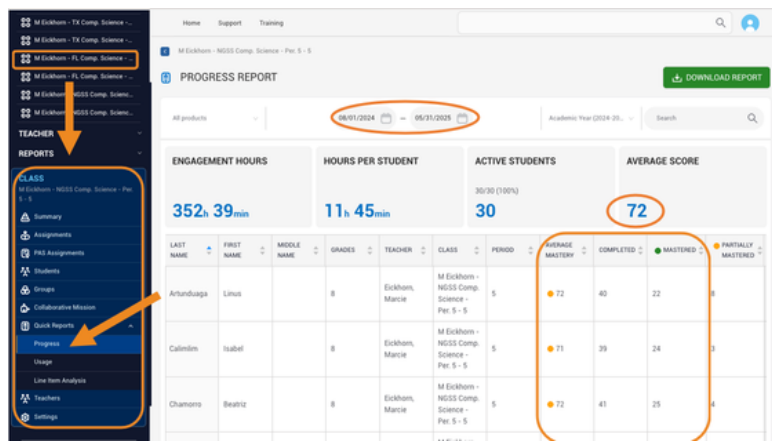 M Eickhorn - TX Comp. Science -...
M Eickhorn - TX Comp. Science -...
M Eickhorn - FL Comp. Science - ...
M Eickhorn - FL Comp. Science - ...
M Eickhorn - NGSS Comp. Scienc...
M Eickhorn - NGSS Comp. Scienc...
TEACHER
REPORTS
CLASS
M Eickhorn - NGSS Comp. Science - Per.
5 - 5
Summary
Assignments
PAS Assignments
Students
Groups
Collaborative Mission
Quick Reports
Progress
Usage
Line Item Analysis
Teachers
Settings
Home Support Training
M Eickhorn - NGSS Comp. Science - Per. 5 - 5
PROGRESS REPORT
DOWNLOAD REPORT
All products
08/01/2024 – 05/31/2025
Academic Year (2024-20...
Search
ENGAGEMENT HOURS
352h 39min
HOURS PER STUDENT
11h 45min
ACTIVE STUDENTS
30/30 (100%)
30
AVERAGE SCORE
72
LAST NAME FIRST NAME MIDDLE NAME GRADES TEACHER CLASS PERIOD AVERAGE MASTERY COMPLETED MASTERED PARTIALLY MASTERED
Artunduaga Linus 8 Eickhorn, Marcie M Eickhorn - NGSS Comp. Science - Per. 5 - 5 5 72 40 22 8
Calimlim Isabel 8 Eickhorn, Marcie M Eickhorn - NGSS Comp. Science - Per. 5 - 5 5 71 39 24 3
Chamorro Beatriz 8 Eickhorn, Marcie M Eickhorn - NGSS Comp. Science - Per. 5 - 5 5 72 41 25 4